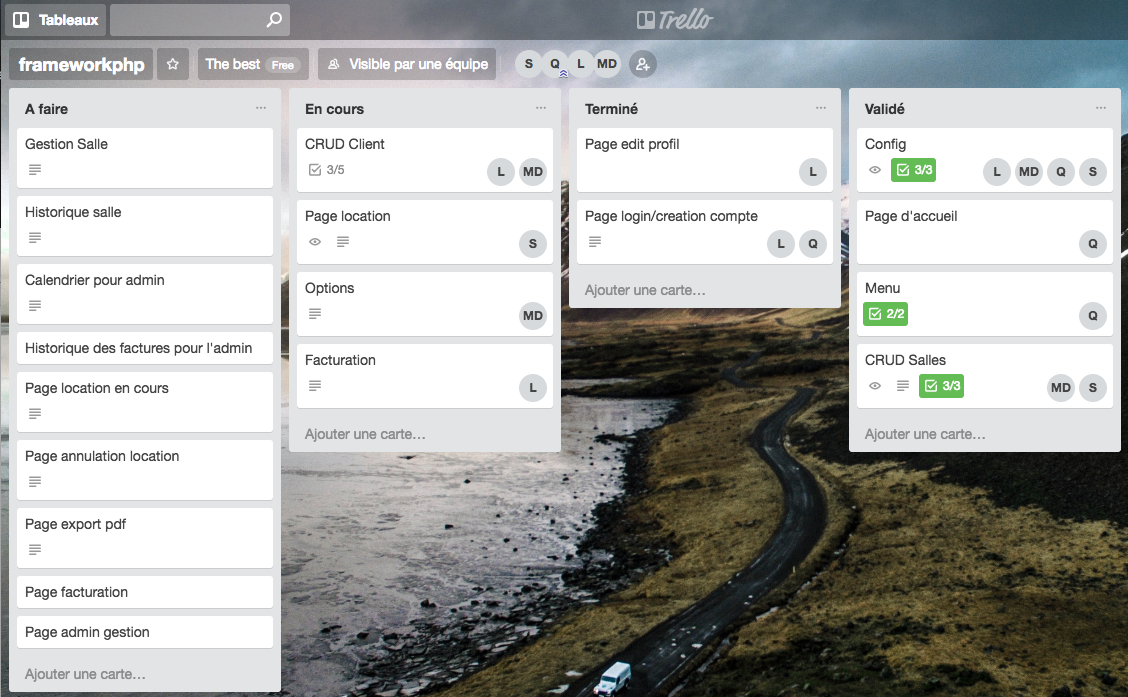 Tableaux
Trello
frameworkphp
The best Free
Visible par une équipe
S Q L MD
A faire
Gestion Salle
Historique salle
Calendrier pour admin
Historique des factures pour l'admin
Page location en cours
Page annulation location
Page export pdf
Page facturation
Page admin gestion
Ajouter une carte…
En cours
CRUD Client
3/5
L MD
Page location
S
Options
MD
Facturation
L
Ajouter une carte…
Terminé
Page edit profil
L
Page login/creation compte
L Q
Ajouter une carte…
Validé
Config
3/3
L MD Q S
Page d'accueil
Q
Menu
2/2
Q
CRUD Salles
3/3
MD S
Ajouter une carte…